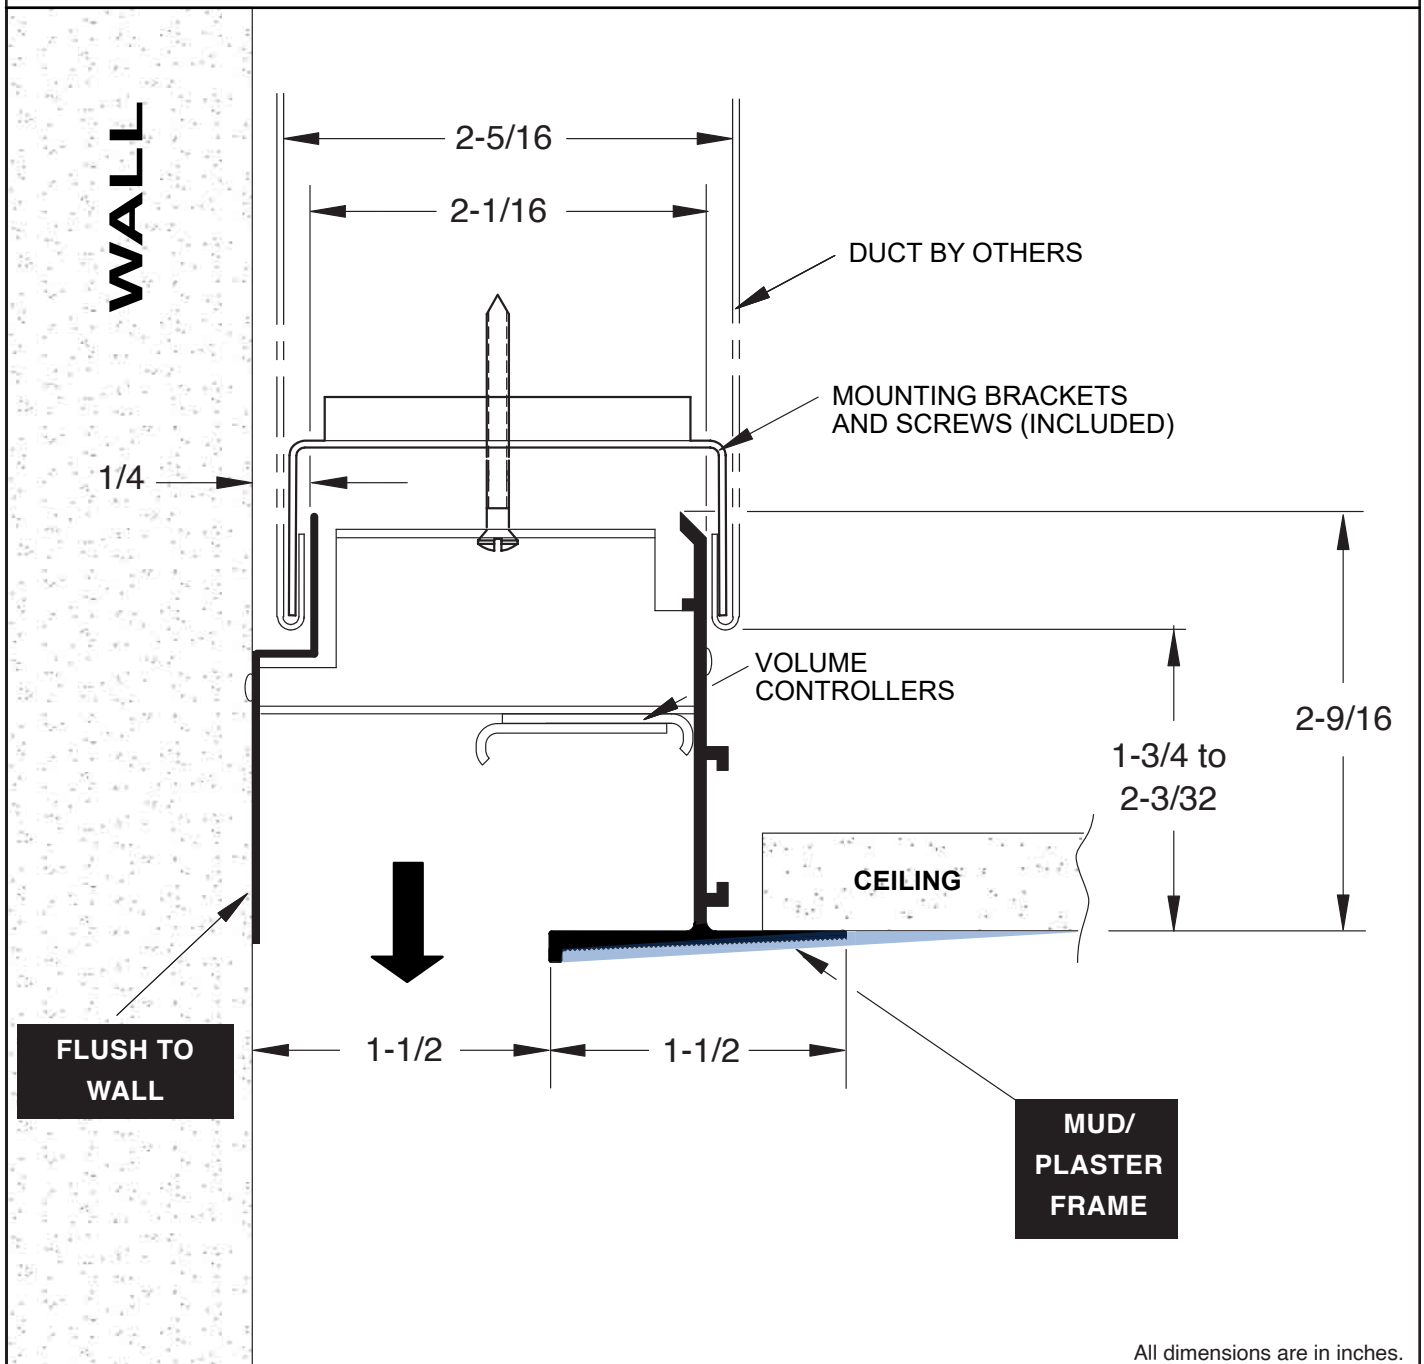 WALL
2-5/16
2-1/16
DUCT BY OTHERS
MOUNTING BRACKETS
AND SCREWS (INCLUDED)
1/4
VOLUME
CONTROLLERS
2-9/16
1-3/4 to
2-3/32
CEILING
FLUSH TO
WALL
1-1/2
1-1/2
MUD/
PLASTER
FRAME
All dimensions are in inches.